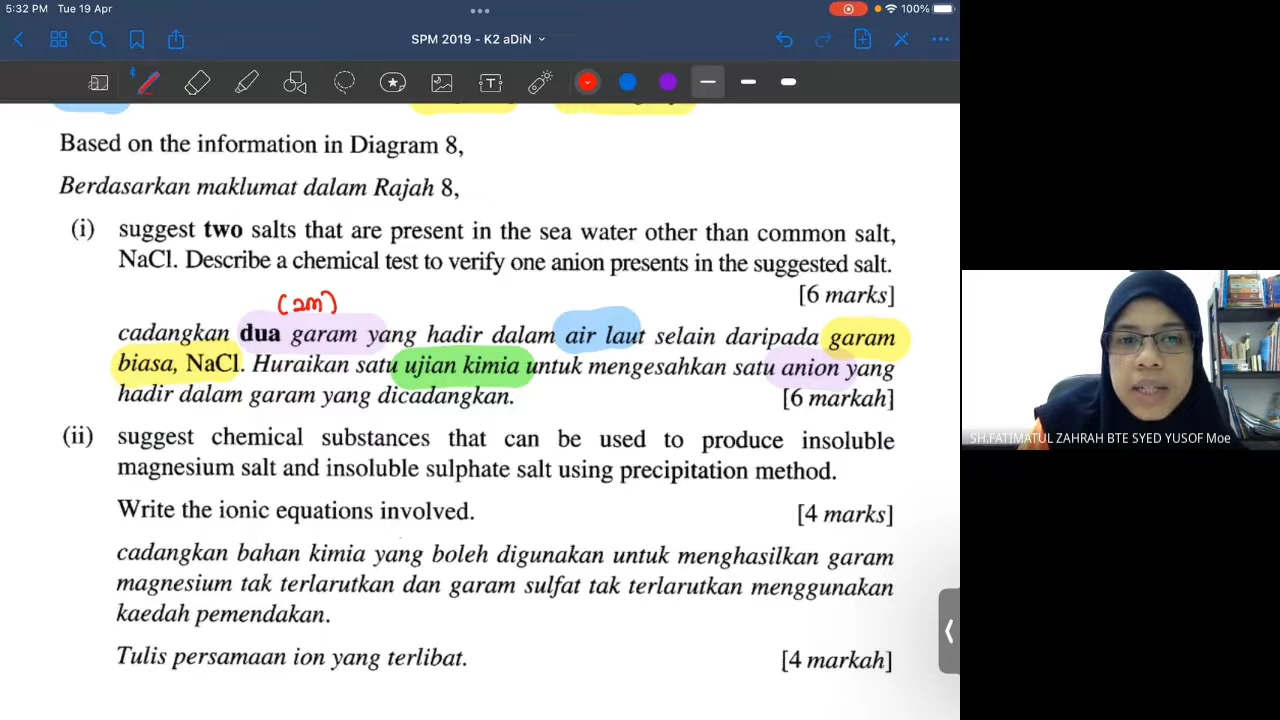 5:32 PM Tue 19 Apr
100%
SPM 2019 - K2 aDiN
Based on the information in Diagram 8,
Berdasarkan maklumat dalam Rajah 8,
(i) suggest two salts that are present in the sea water other than common salt,
NaCl. Describe a chemical test to verify one anion presents in the suggested salt.
[6 marks]
(2m)
cadangkan dua garam yang hadir dalam air laut selain daripada garam
biasa, NaCl. Huraikan satu ujian kimia untuk mengesahkan satu anion yang
hadir dalam garam yang dicadangkan. [6 markah]
(ii) suggest chemical substances that can be used to produce insoluble
magnesium salt and insoluble sulphate salt using precipitation method.
Write the ionic equations involved. [4 marks]
cadangkan bahan kimia yang boleh digunakan untuk menghasilkan garam
magnesium tak terlarutkan dan garam sulfat tak terlarutkan menggunakan
kaedah pemendakan.
Tulis persamaan ion yang terlibat. [4 markah]
SH.FATIMATUL ZAHRAH BTE SYED YUSOF Moe